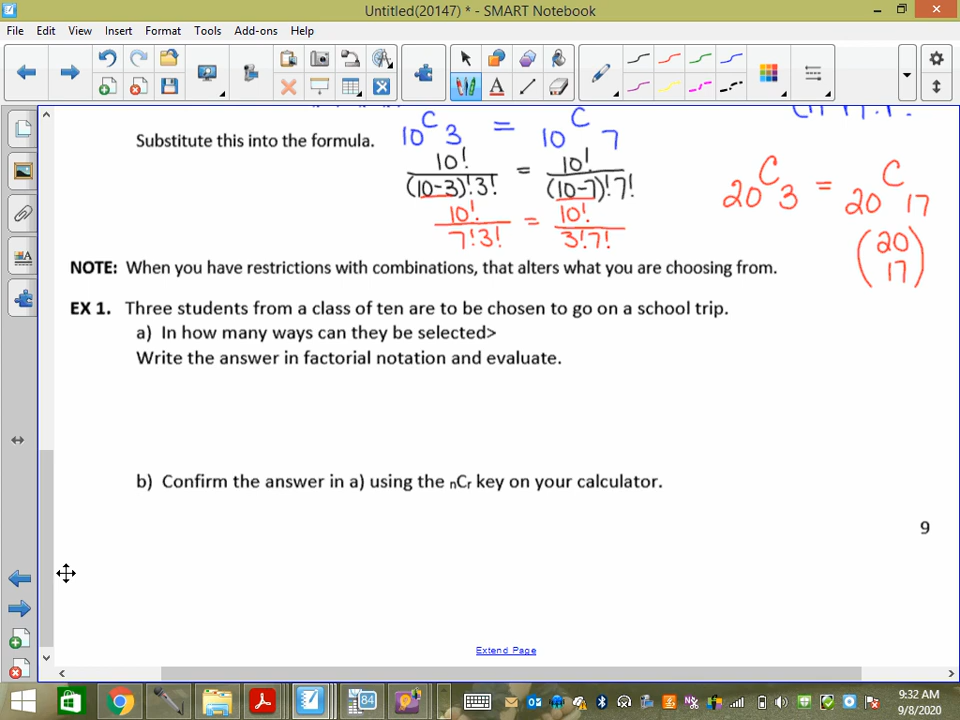 Untitled(20147) * - SMART Notebook
File Edit View Insert Format Tools Add-ons Help
Substitute this into the formula.
10C3 = 10C7
10! / (10-3)!3! = 10! / (10-7)!7!
10! / 7!3! = 10! / 3!7!
20C3 = 20C17
(20
17)
NOTE: When you have restrictions with combinations, that alters what you are choosing from.
EX 1. Three students from a class of ten are to be chosen to go on a school trip.
a) In how many ways can they be selected>
Write the answer in factorial notation and evaluate.
b) Confirm the answer in a) using the nCr key on your calculator.
9
Extend Page
84
9:32 AM
9/8/2020